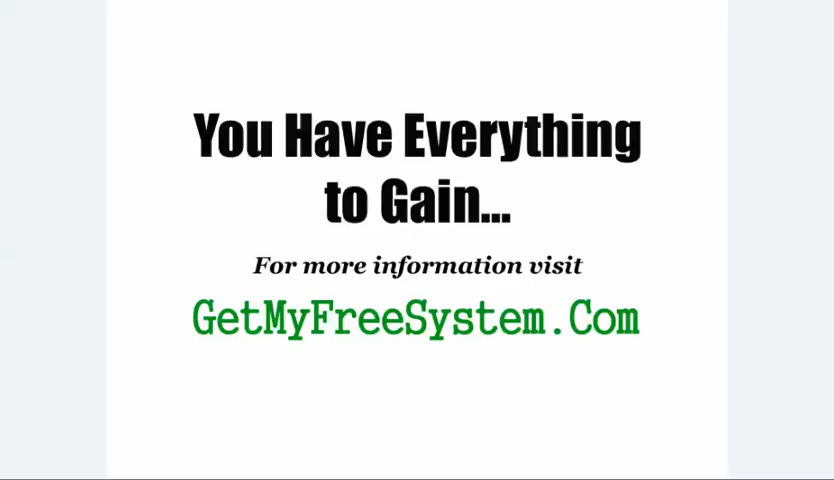 You Have Everything
to Gain...
For more information visit
GetMyFreeSystem.Com